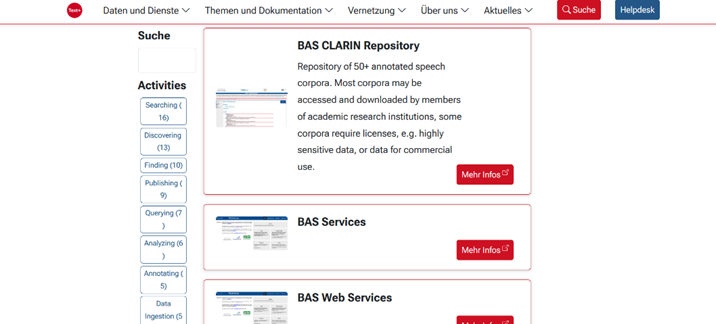 Text+ Daten und Dienste Themen und Dokumentation Vernetzung Über uns Aktuelles Suche Helpdesk
Suche
Activities
Searching (
16)
Discovering
(13)
Finding (10)
Publishing (
9)
Querying (7
)
Analyzing (6
)
Annotating (
5)
Data
Ingestion (5
BAS CLARIN Repository
Repository of 50+ annotated speech
corpora. Most corpora may be
accessed and downloaded by members
of academic research institutions, some
corpora require licenses, e.g. highly
sensitive data, or data for commercial
use.
Mehr Infos
BAS Services
Mehr Infos
BAS Web Services